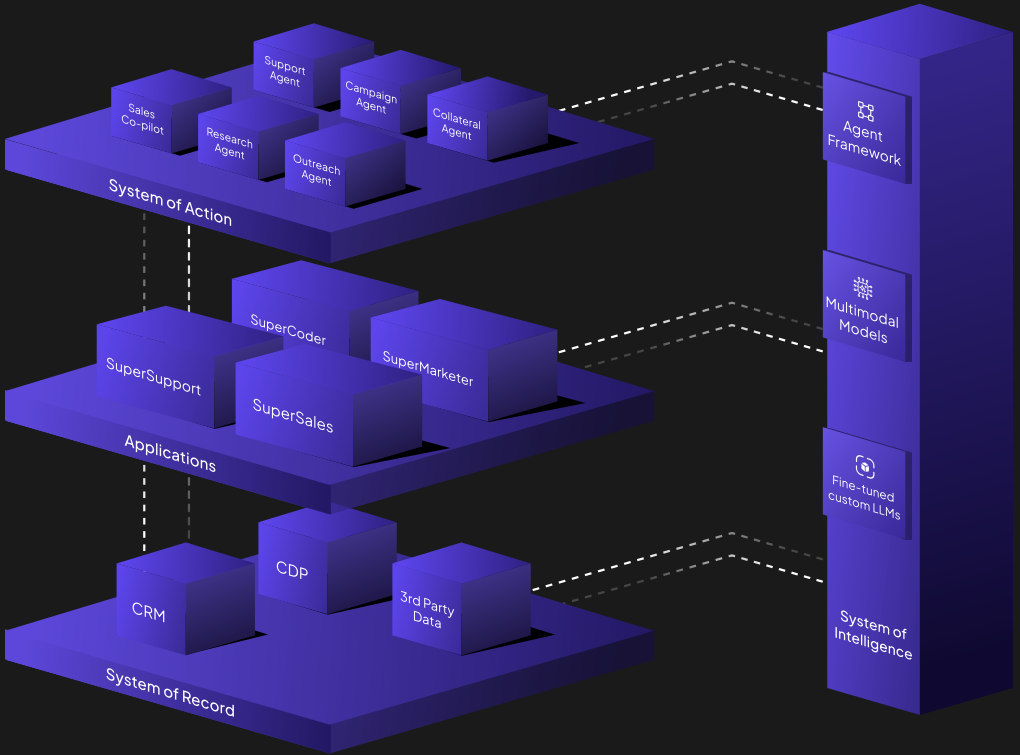 Support
Agent
Campaign
Agent
Collateral
Agent
Sales
Co-pilot
Research
Agent
Outreach
Agent
System of Action
SuperCoder
SuperMarketer
SuperSupport
SuperSales
Applications
CDP
CRM
3rd Party
Data
System of Record
Agent
Framework
Multimodal
Models
Fine-tuned
custom LLMs
System of
Intelligence